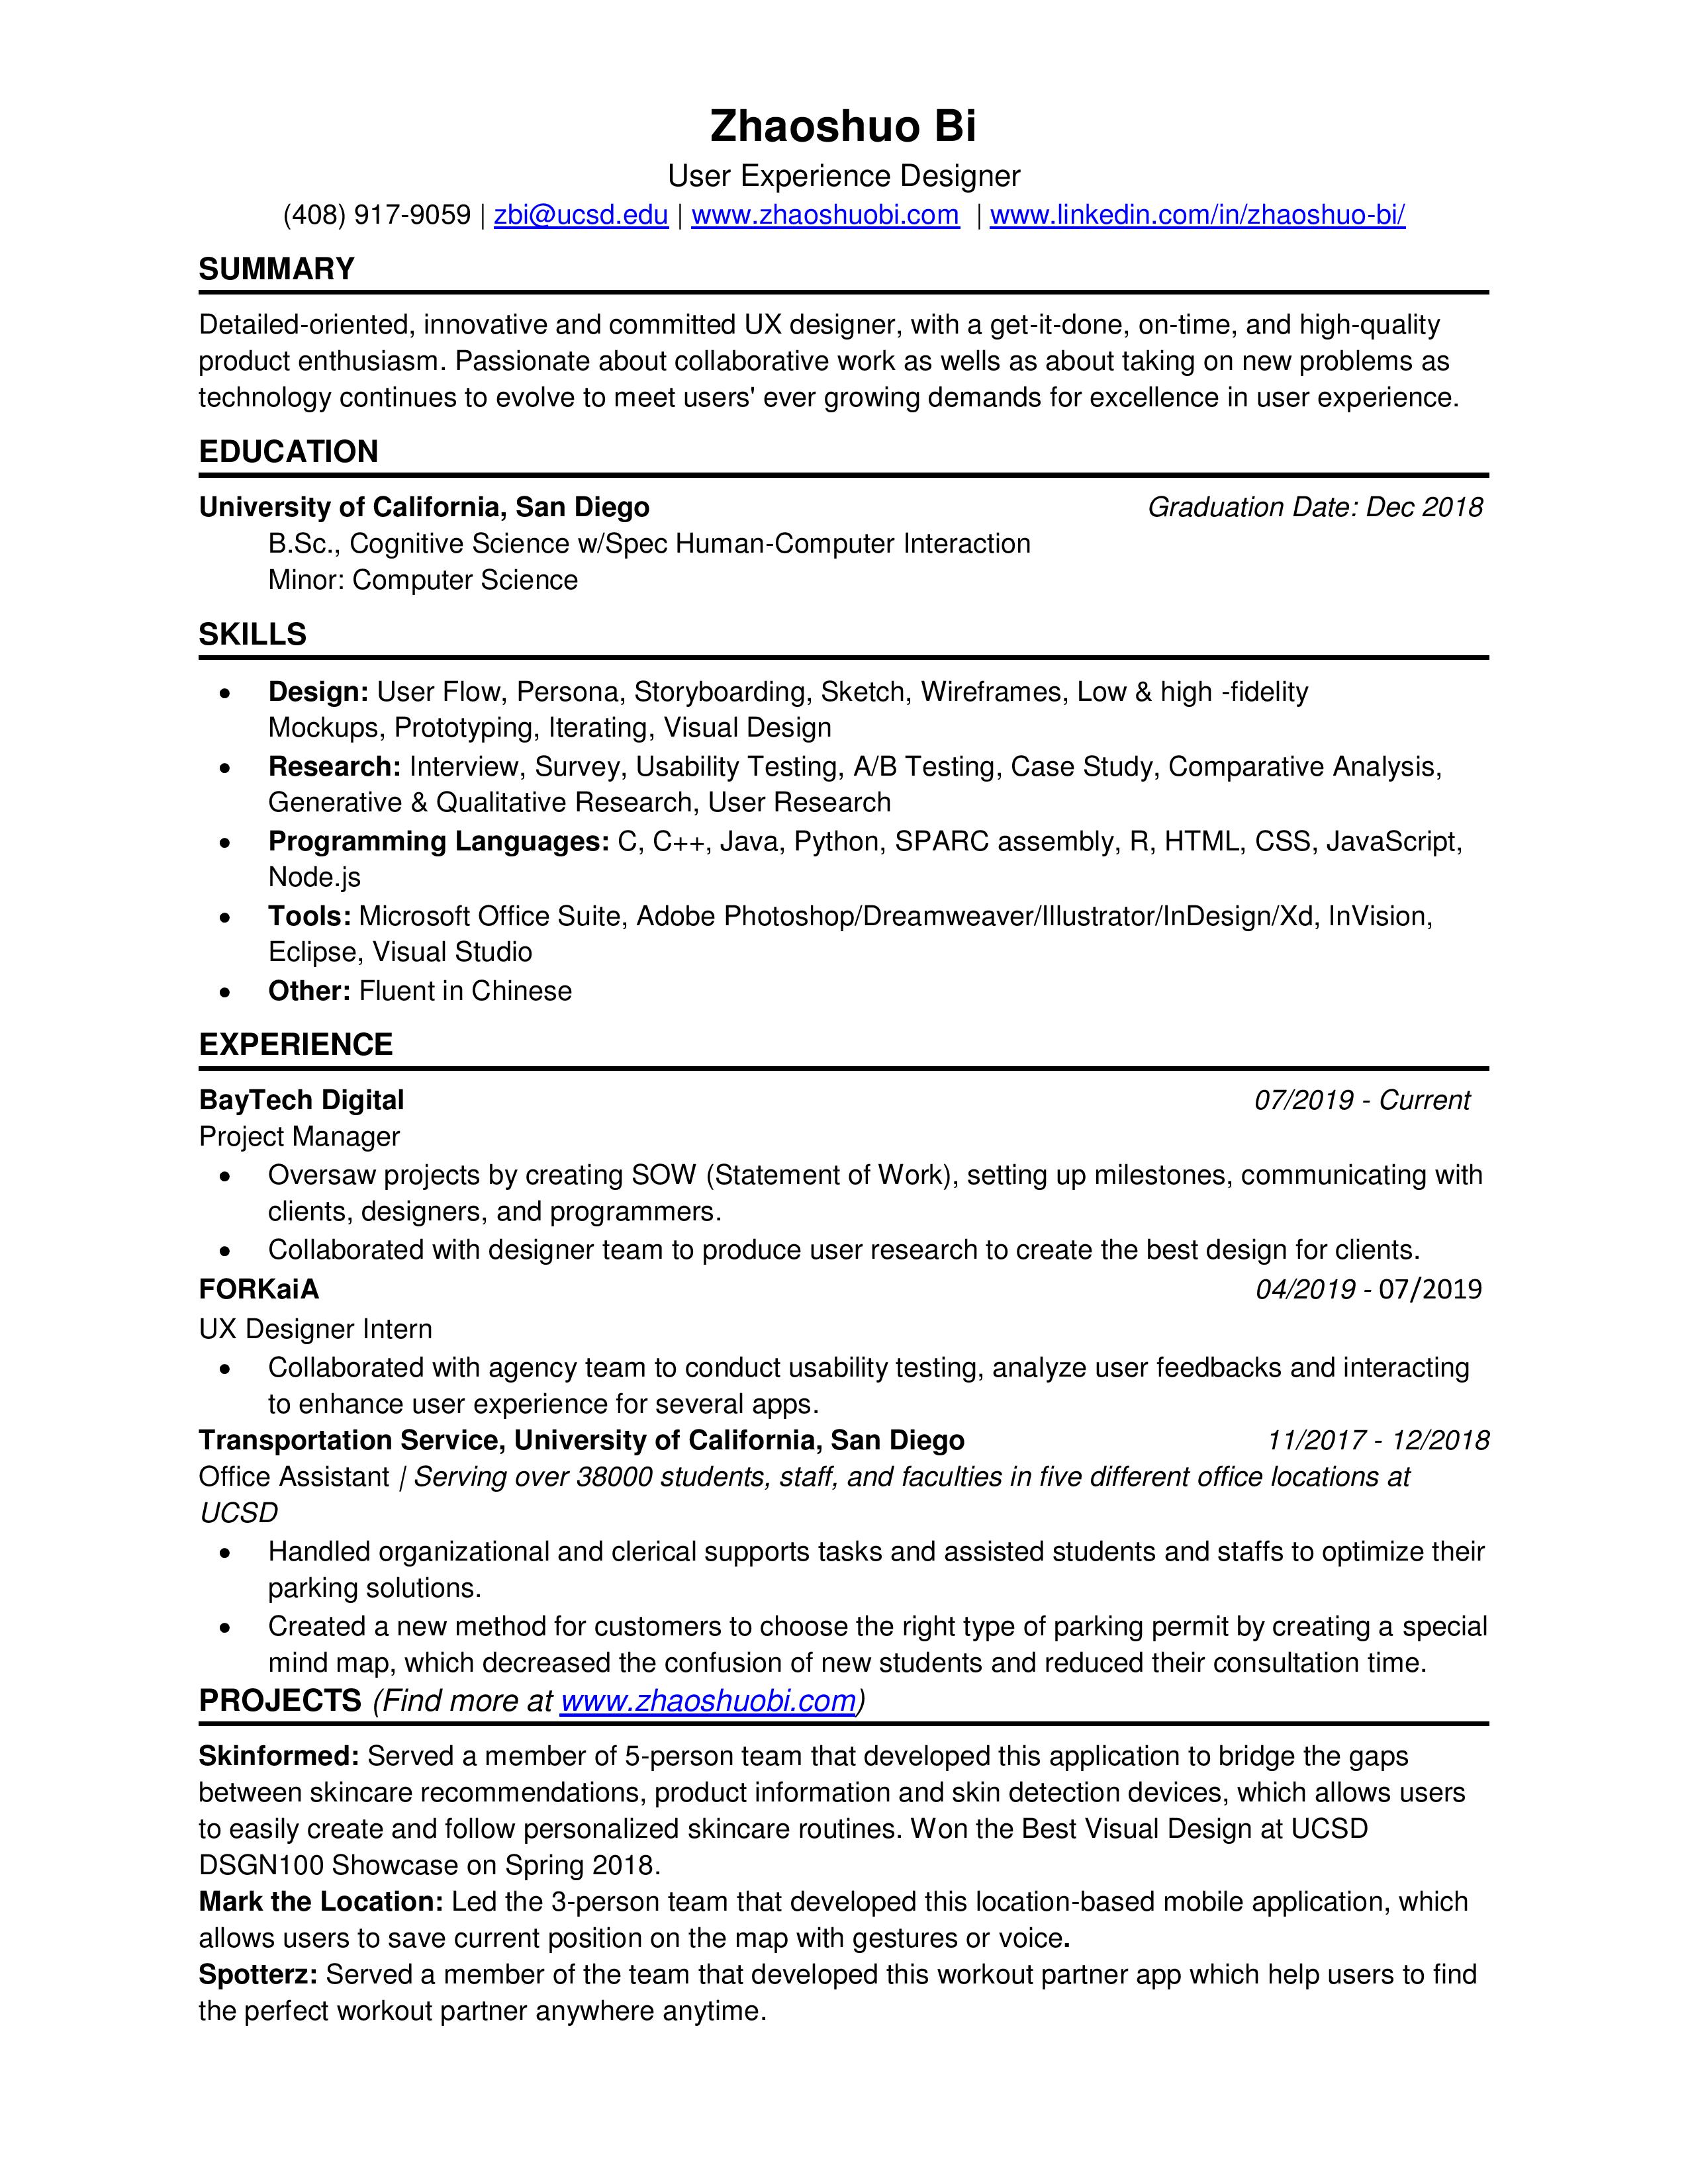 Zhaoshuo Bi
User Experience Designer
(408) 917-9059 | zbi@ucsd.edu | www.zhaoshuobi.com | www.linkedin.com/in/zhaoshuo-bi/
SUMMARY
Detailed-oriented, innovative and committed UX designer, with a get-it-done, on-time, and high-quality
product enthusiasm. Passionate about collaborative work as wells as about taking on new problems as
technology continues to evolve to meet users' ever growing demands for excellence in user experience.
EDUCATION
University of California, San Diego Graduation Date: Dec 2018
B.Sc., Cognitive Science w/Spec Human-Computer Interaction
Minor: Computer Science
SKILLS
• Design: User Flow, Persona, Storyboarding, Sketch, Wireframes, Low & high -fidelity
Mockups, Prototyping, Iterating, Visual Design
• Research: Interview, Survey, Usability Testing, A/B Testing, Case Study, Comparative Analysis,
Generative & Qualitative Research, User Research
• Programming Languages: C, C++, Java, Python, SPARC assembly, R, HTML, CSS, JavaScript,
Node.js
• Tools: Microsoft Office Suite, Adobe Photoshop/Dreamweaver/Illustrator/InDesign/Xd, InVision,
Eclipse, Visual Studio
• Other: Fluent in Chinese
EXPERIENCE
BayTech Digital 07/2019 - Current
Project Manager
• Oversaw projects by creating SOW (Statement of Work), setting up milestones, communicating with
clients, designers, and programmers.
• Collaborated with designer team to produce user research to create the best design for clients.
FORKaiA 04/2019 - 07/2019
UX Designer Intern
• Collaborated with agency team to conduct usability testing, analyze user feedbacks and interacting
to enhance user experience for several apps.
Transportation Service, University of California, San Diego 11/2017 - 12/2018
Office Assistant | Serving over 38000 students, staff, and faculties in five different office locations at
UCSD
• Handled organizational and clerical supports tasks and assisted students and staffs to optimize their
parking solutions.
• Created a new method for customers to choose the right type of parking permit by creating a special
mind map, which decreased the confusion of new students and reduced their consultation time.
PROJECTS (Find more at www.zhaoshuobi.com)
Skinformed: Served a member of 5-person team that developed this application to bridge the gaps
between skincare recommendations, product information and skin detection devices, which allows users
to easily create and follow personalized skincare routines. Won the Best Visual Design at UCSD
DSGN100 Showcase on Spring 2018.
Mark the Location: Led the 3-person team that developed this location-based mobile application, which
allows users to save current position on the map with gestures or voice.
Spotterz: Served a member of the team that developed this workout partner app which help users to find
the perfect workout partner anywhere anytime.